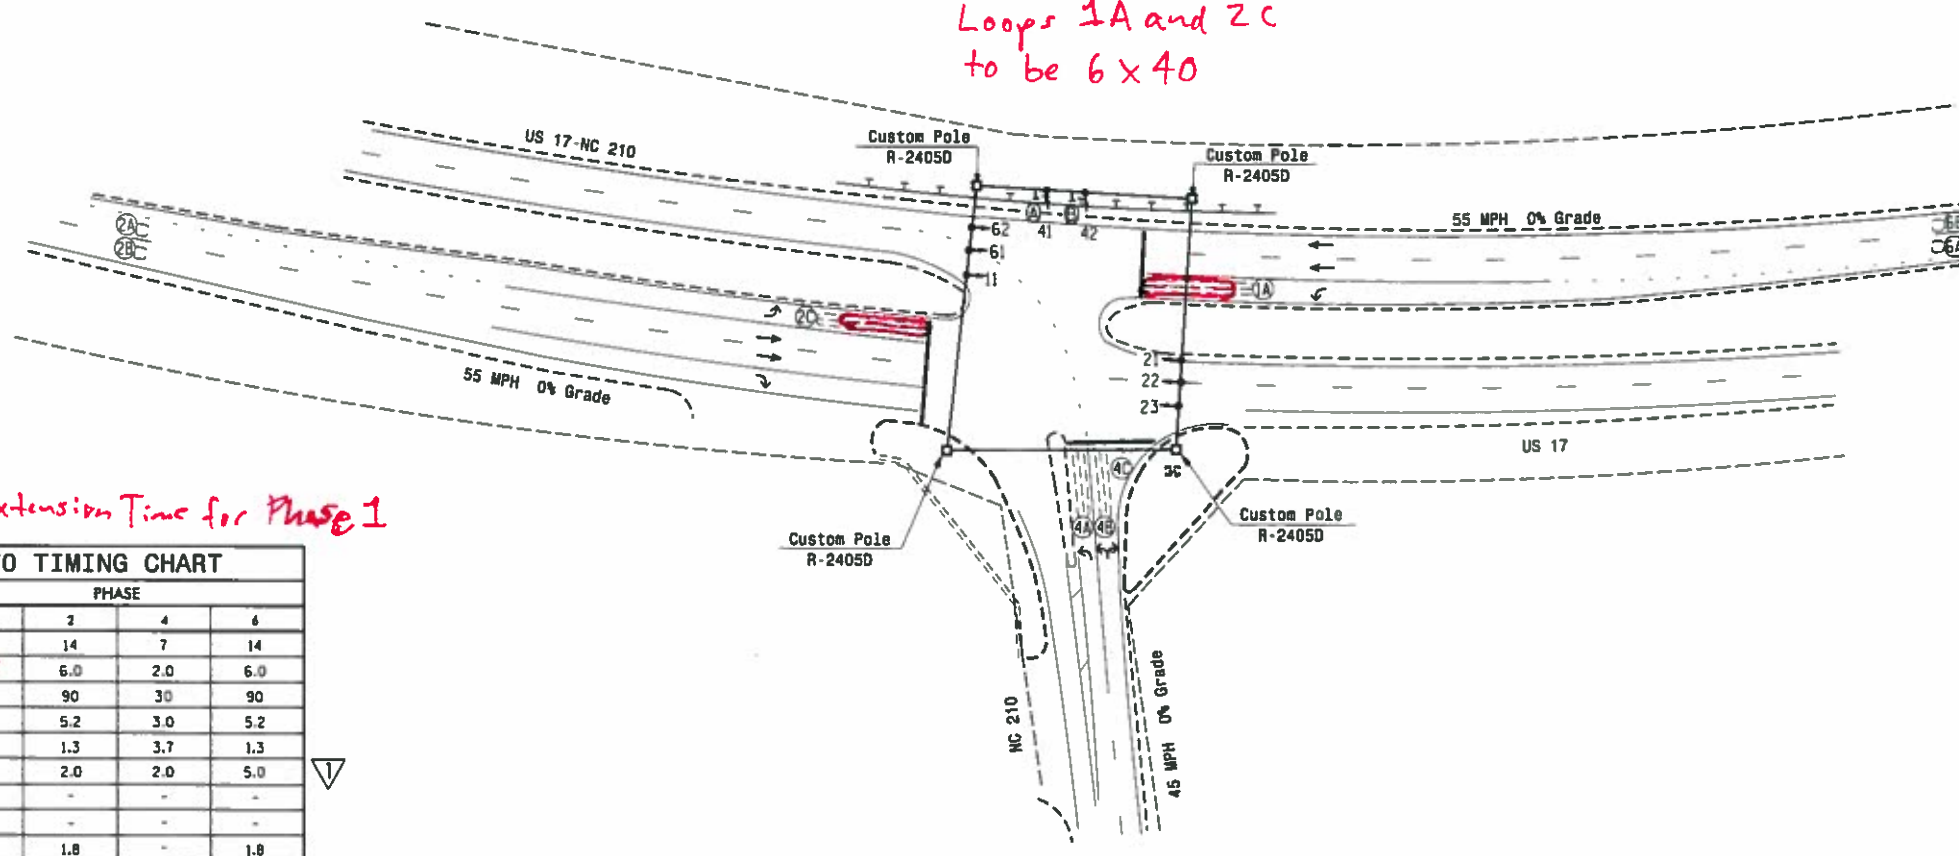 Loops 1A and 2C
to be 6 x 40
US 17-NC 210
Custom Pole
R-2405D
Custom Pole
R-2405D
55 MPH 0% Grade
2A
2B
62
61
11
A
B
41
42
1A
6A
2C
21
22
23
55 MPH 0% Grade
US 17
4C
4A
4B
Custom Pole
R-2405D
Custom Pole
R-2405D
NC 210
45 MPH 0% Grade
Time for Phase 1
TIMING CHART
PHASE
2 4 6
14 7 14
6.0 2.0 6.0
90 30 90
5.2 3.0 5.2
1.3 3.7 1.3
2.0 2.0 5.0
1
- - -
- - -
1.8 - 1.8